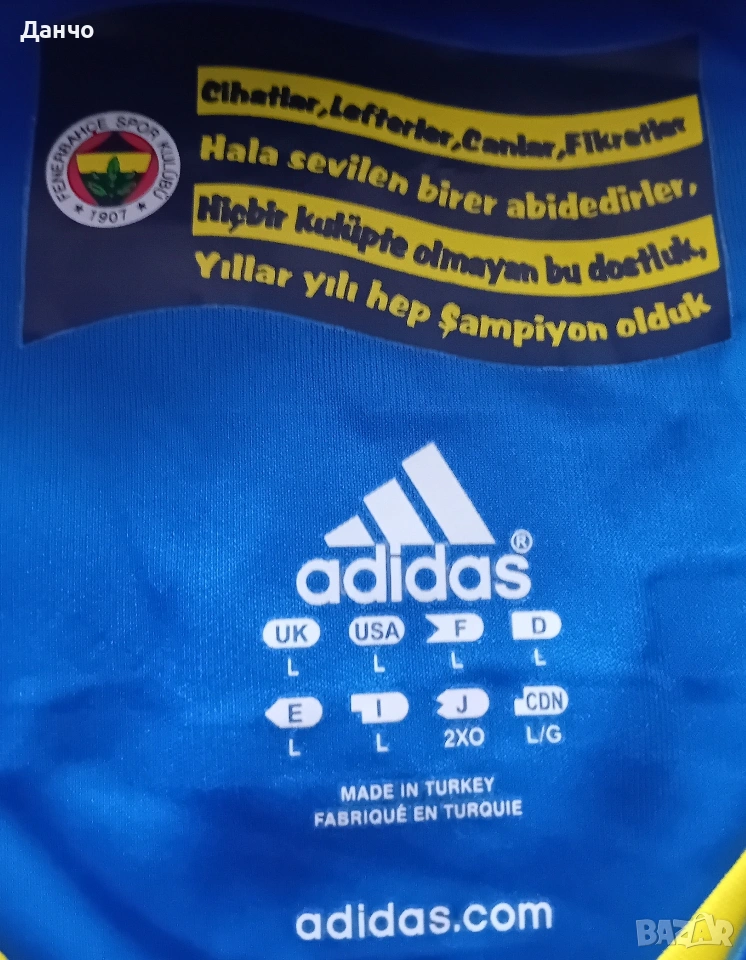 Данчо
Cihatlar, Lefterler, Canlar, Fikretler
Hala sevilen birer abidedirler,
Hiçbir kulüpte olmayan bu dostluk,
Yıllar yılı hep Şampiyon olduk
FENERBAHÇE SPOR KULÜBÜ
★ 1907 ★
adidas®
UK USA F D
L L L L
E I J CDN
L L 2XO L/G
MADE IN TURKEY
FABRIQUÉ EN TURQUIE
adidas.com
BAZAR